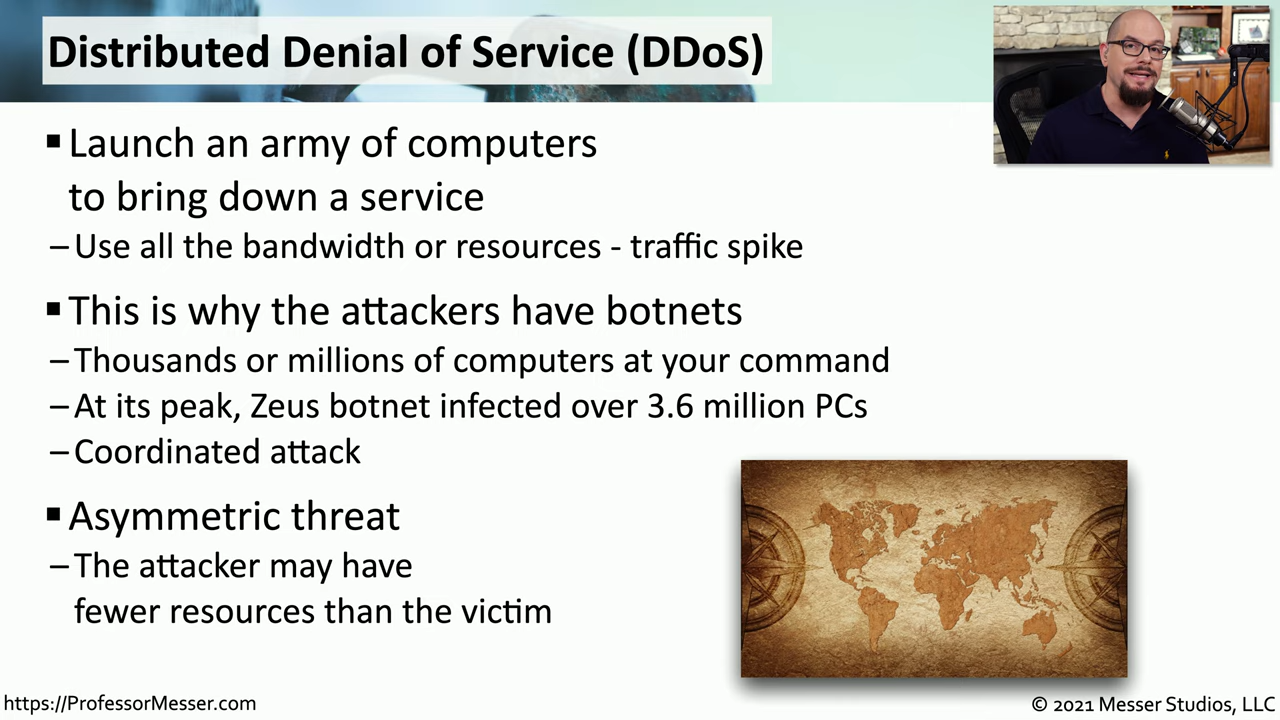 Distributed Denial of Service (DDoS)
▪ Launch an army of computers
to bring down a service
– Use all the bandwidth or resources - traffic spike
▪ This is why the attackers have botnets
– Thousands or millions of computers at your command
– At its peak, Zeus botnet infected over 3.6 million PCs
– Coordinated attack
▪ Asymmetric threat
– The attacker may have
fewer resources than the victim
https://ProfessorMesser.com
© 2021 Messer Studios, LLC